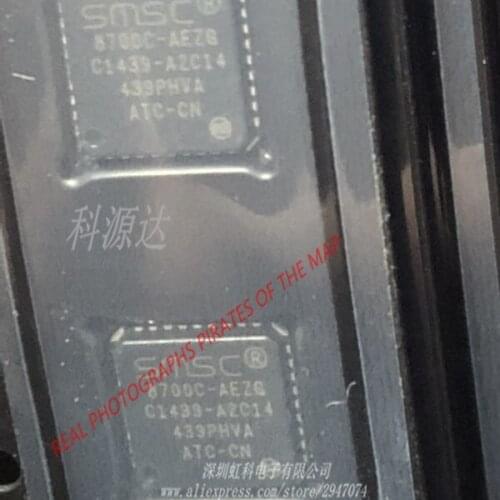 SMSC®
8700C-AEZG
C1439-A2C14
439PHVA
ATC-CN
科源达
REAL PHOTOGRAPHS PIRATES OF THE MAP
SMSC®
8700C-AEZG
C1439-A2C14
439PHVA
ATC-CN
深圳虹科电子有限公司
www.aliexpress.com/store/2947074